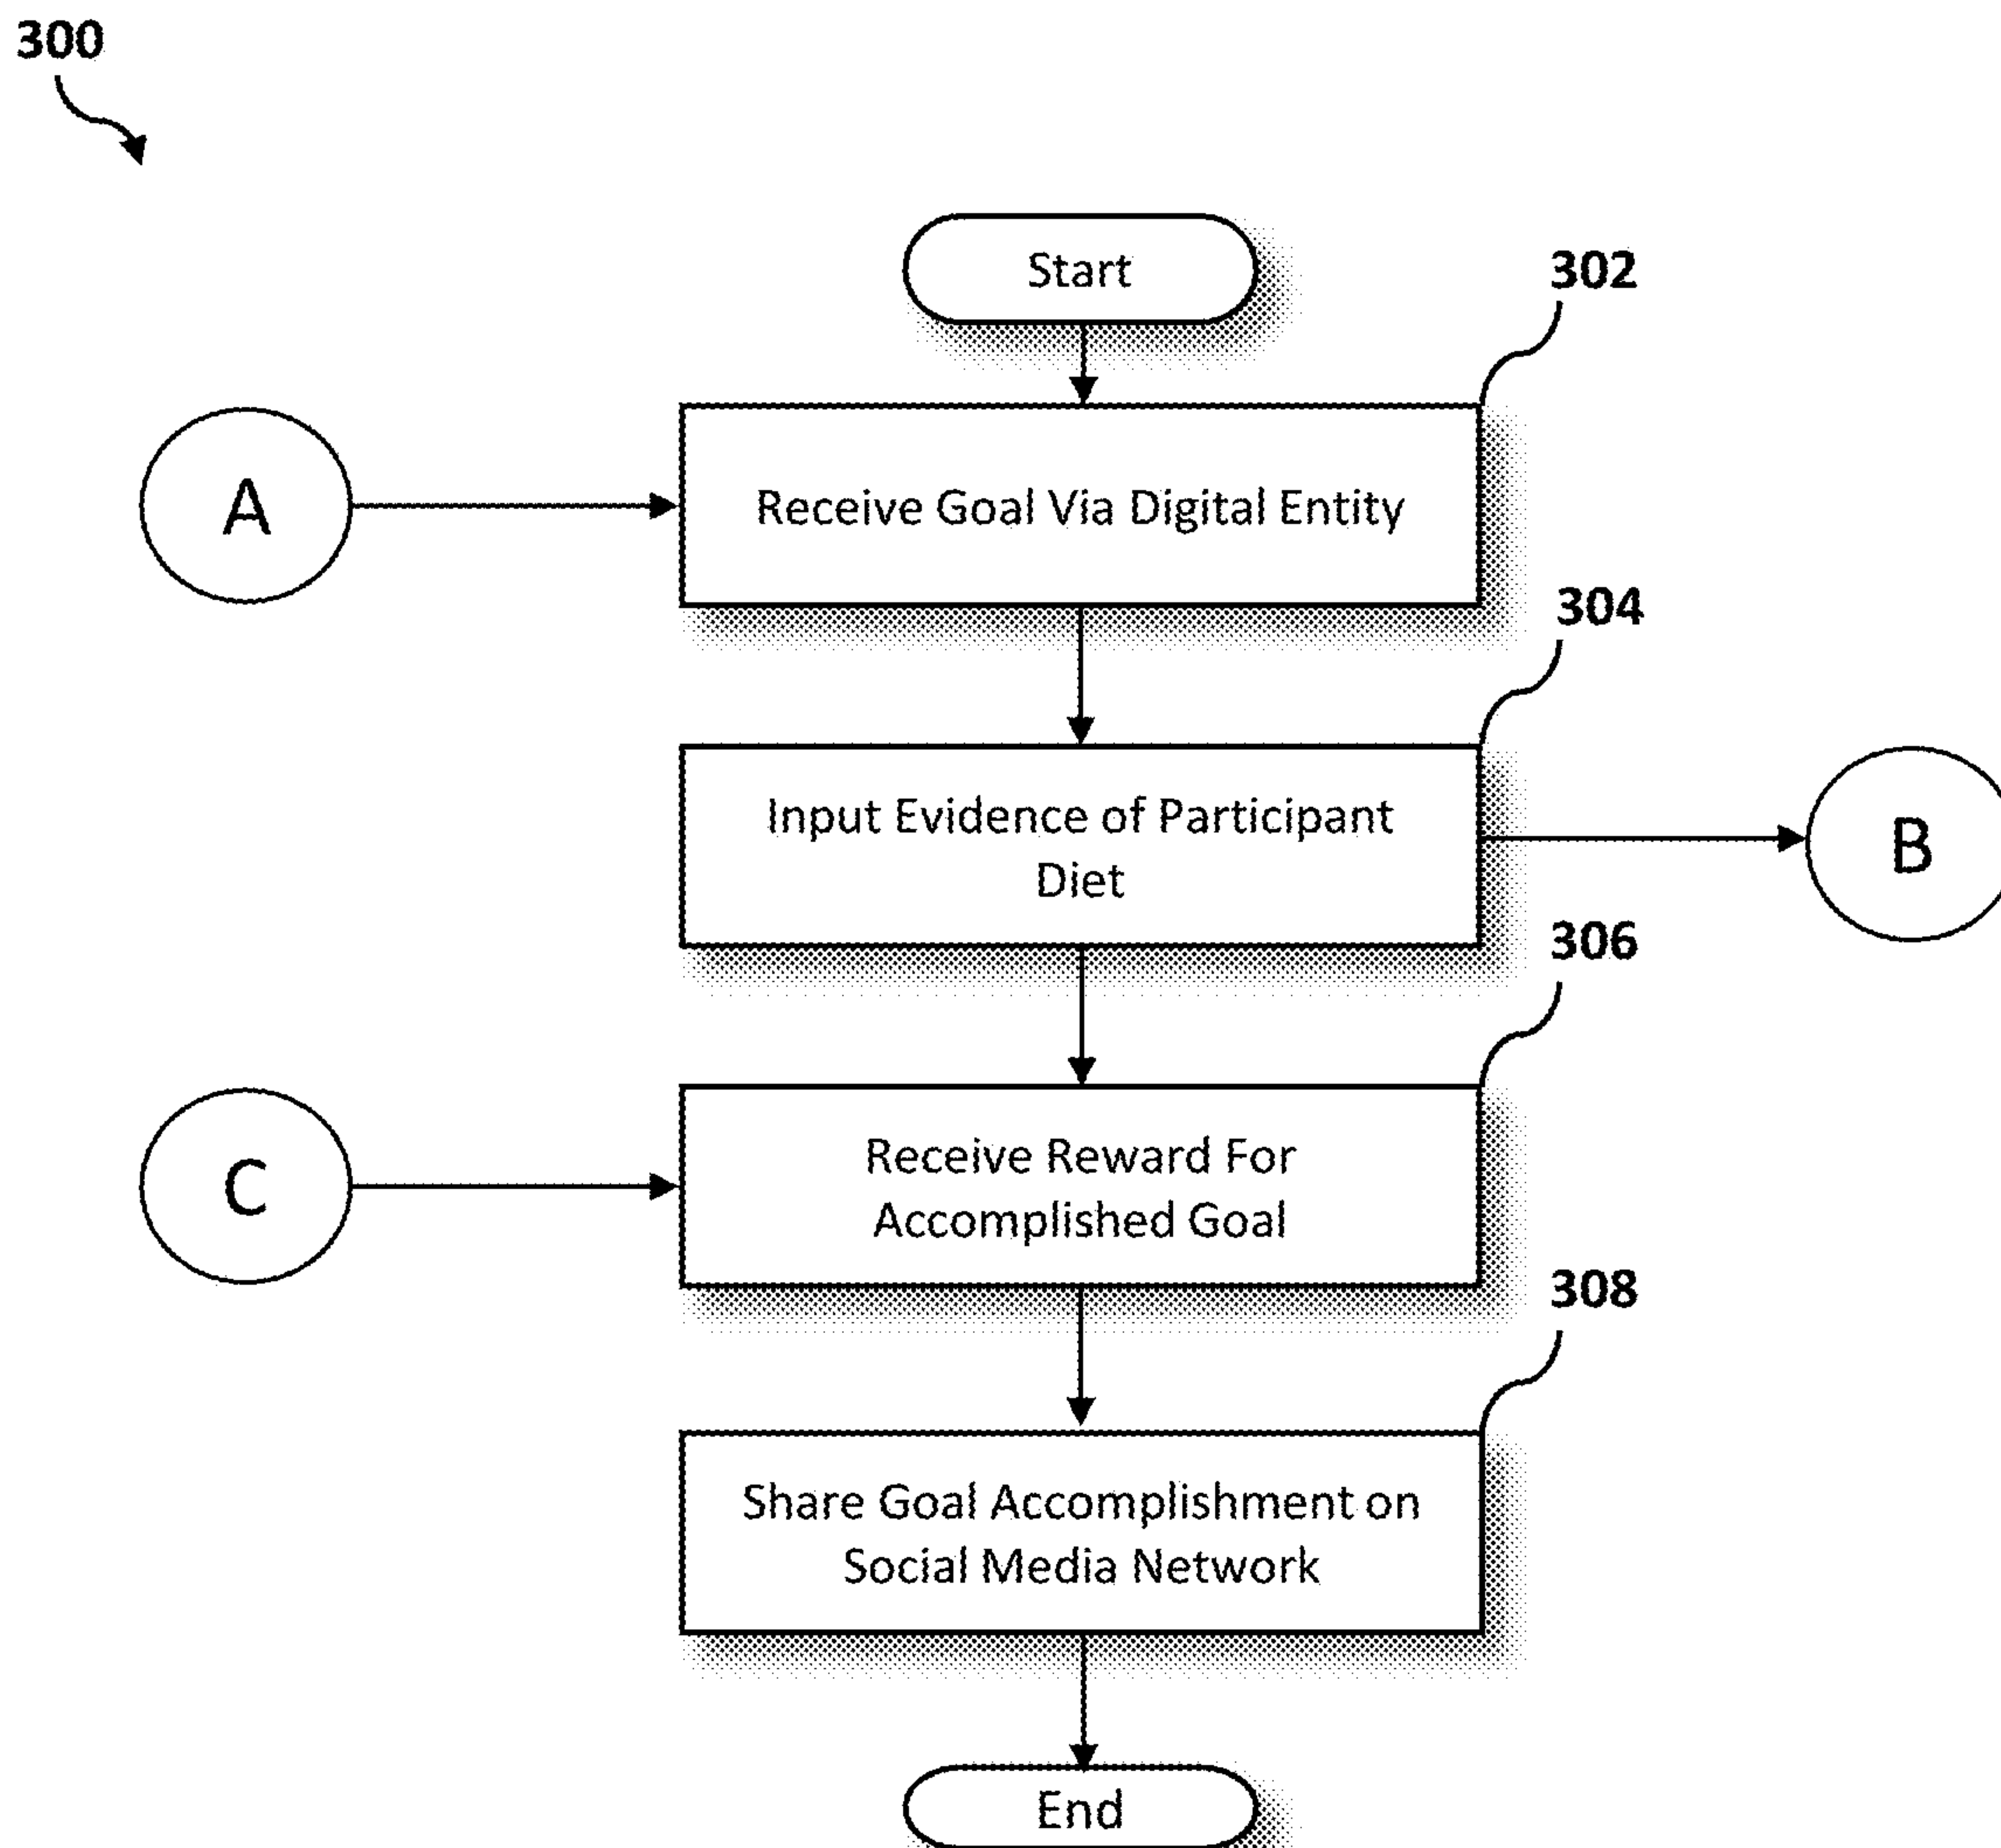 300
Start
302
A
Receive Goal Via Digital Entity
304
Input Evidence of Participant
Diet
B
306
C
Receive Reward For
Accomplished Goal
308
Share Goal Accomplishment on
Social Media Network
End